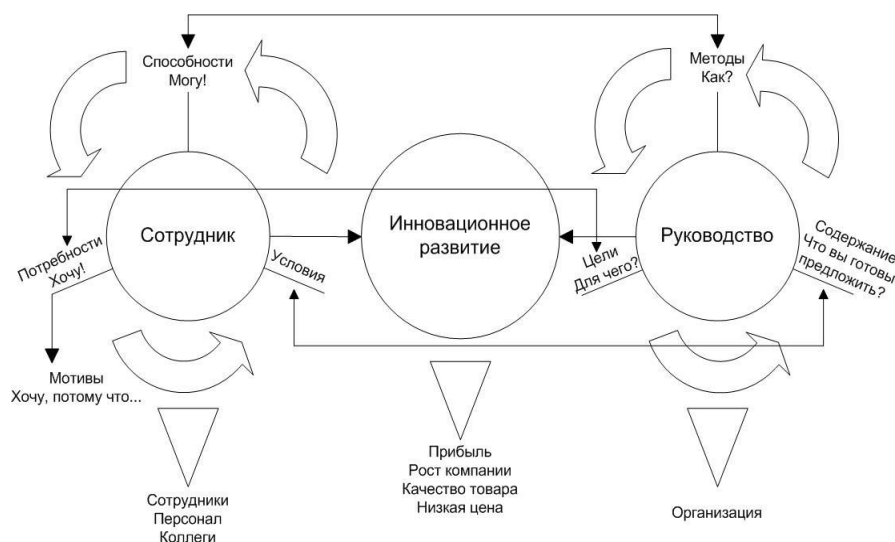 Способности
Могу!
Методы
Как?
Сотрудник
Инновационное
развитие
Руководство
Потребности
Хочу!
Условия
Цели
Для чего?
Содержание
Что вы готовы
предложить?
Мотивы
Хочу, потому что...
Сотрудники
Персонал
Коллеги
Прибыль
Рост компании
Качество товара
Низкая цена
Организация